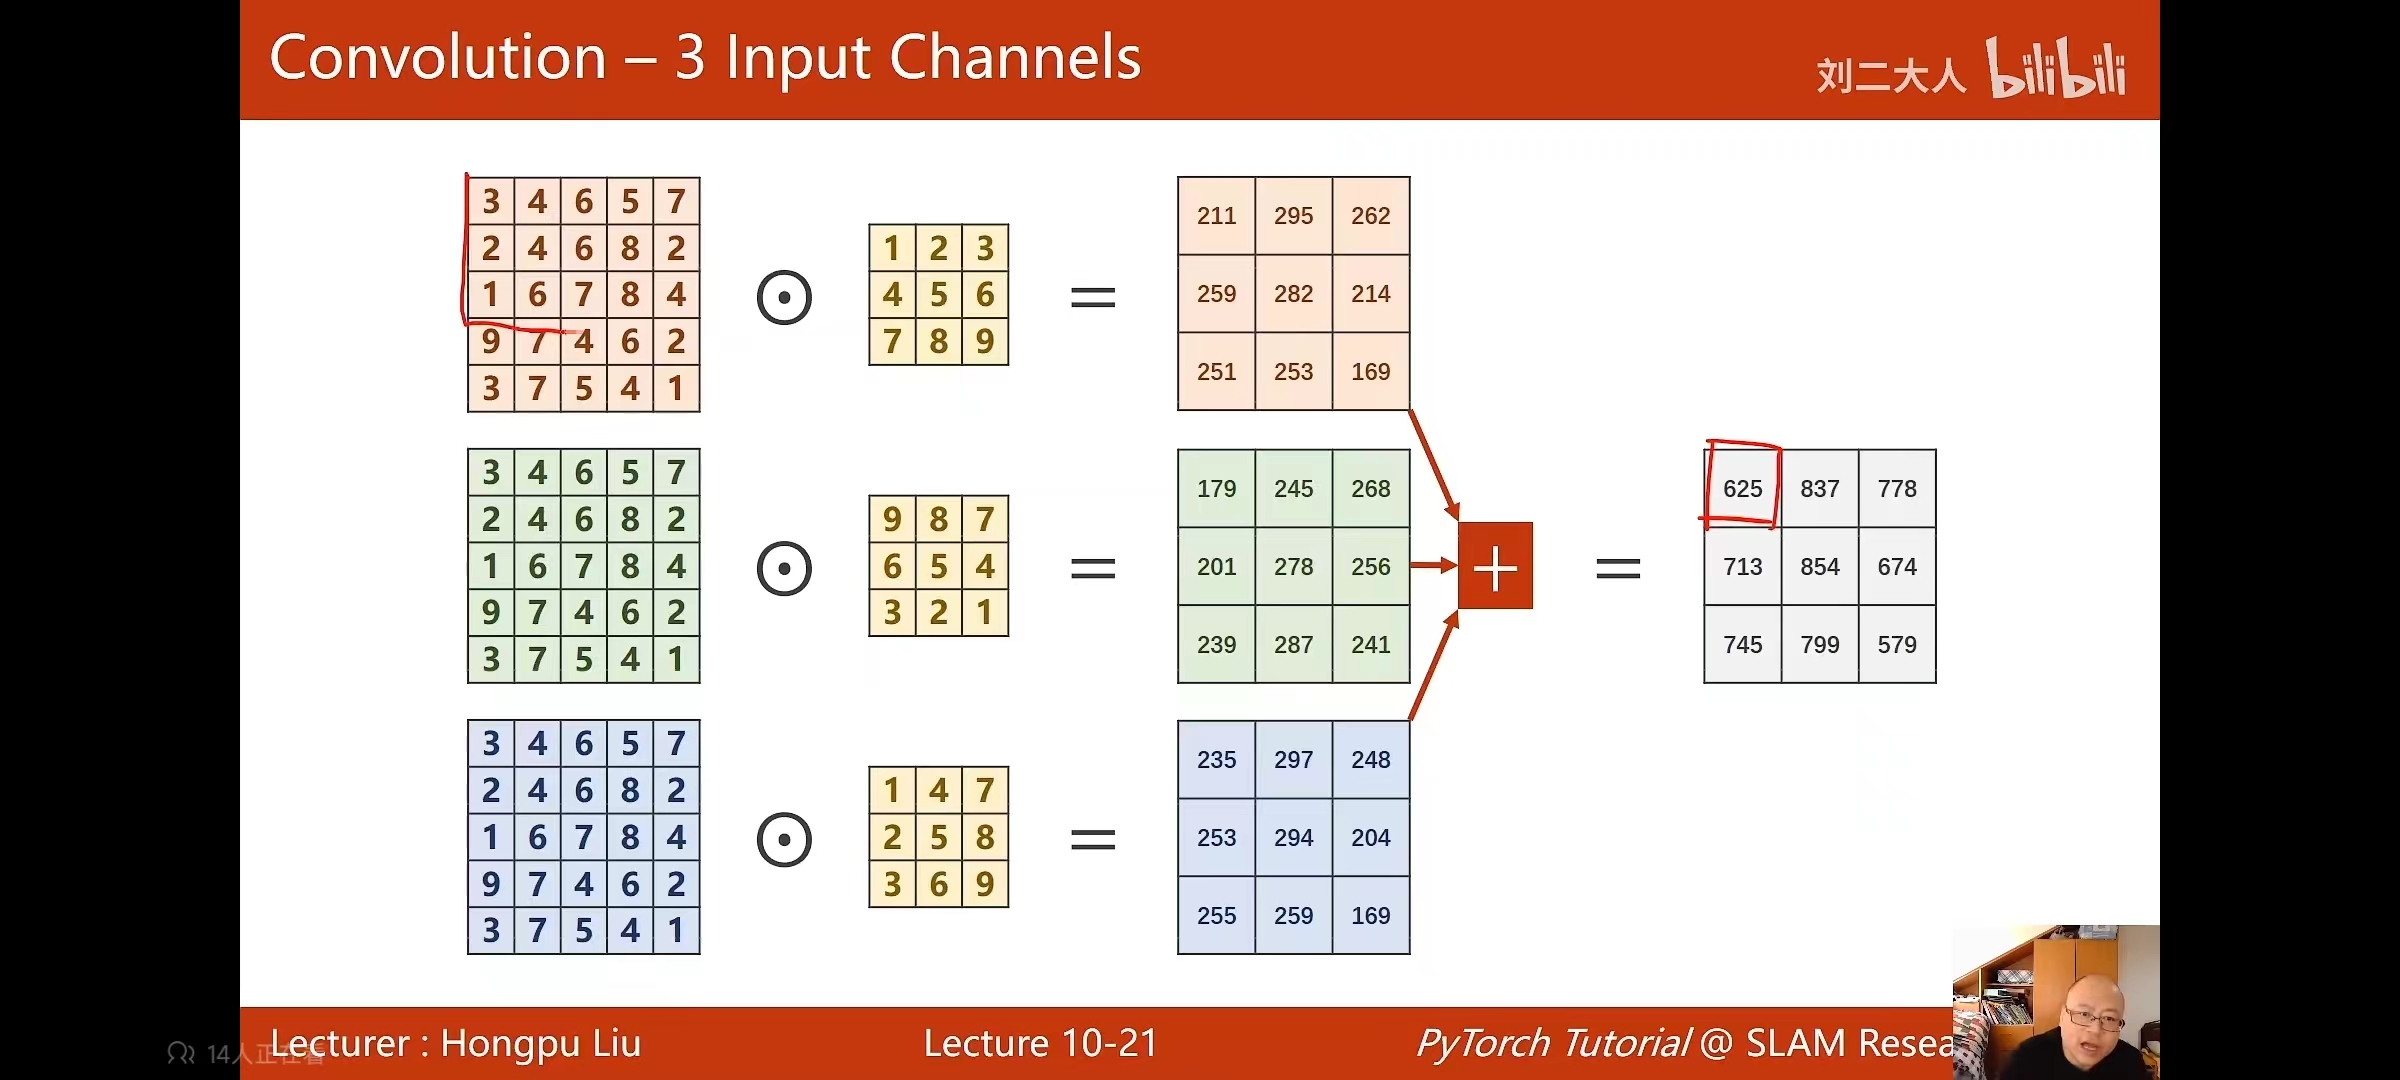 Convolution – 3 Input Channels
刘二大人 bilibili
3 4 6 5 7
2 4 6 8 2
1 6 7 8 4
9 7 4 6 2
3 7 5 4 1
⊙
1 2 3
4 5 6
7 8 9
=
211 295 262
259 282 214
251 253 169
3 4 6 5 7
2 4 6 8 2
1 6 7 8 4
9 7 4 6 2
3 7 5 4 1
⊙
9 8 7
6 5 4
3 2 1
=
179 245 268
201 278 256
239 287 241
+
=
625 837 778
713 854 674
745 799 579
3 4 6 5 7
2 4 6 8 2
1 6 7 8 4
9 7 4 6 2
3 7 5 4 1
⊙
1 4 7
2 5 8
3 6 9
=
235 297 248
253 294 204
255 259 169
Lecturer : Hongpu Liu
Lecture 10-21
PyTorch Tutorial @ SLAM Resea
14人正在看